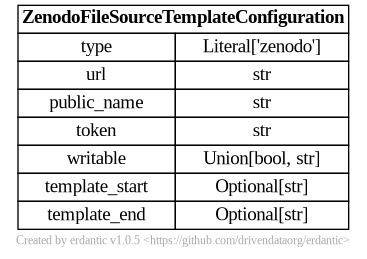 ZenodoFileSourceTemplateConfiguration
type Literal['zenodo']
url str
public_name str
token str
writable Union[bool, str]
template_start Optional[str]
template_end Optional[str]
Created by erdantic v1.0.5 <https://github.com/drivendataorg/erdantic>